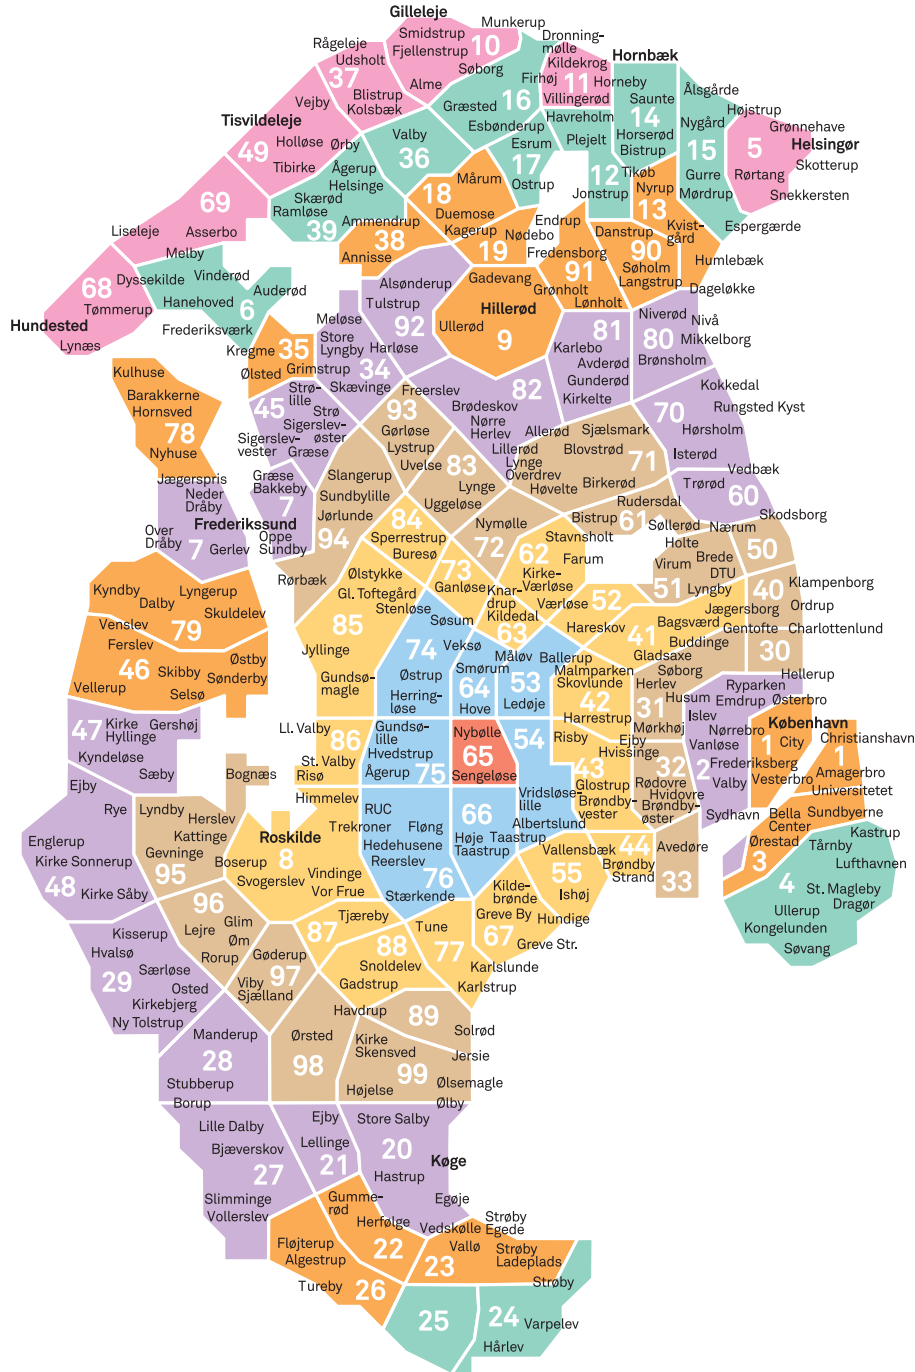 Gilleleje
Munkerup
Smidstrup
Dronning-
mølle
Rågeleje
Fjellenstrup
10
Hornbæk
Udsholt
Kildekrog
37
Søborg
Firhøj
11
Horneby
Alme
16
Ålsgårde
Blistrup
Villingerød
Saunte
Vejby
Kolsbæk
Græsted
Højstrup
Havreholm
14
Tisvildeleje
Esbønderup
Nygård
Grønnehave
Valby
Plejelt
Horserød
Helsingør
Holløse
Ørby
Esrum
Bistrup
15
5
49
36
17
Skotterup
Tibirke
Ågerup
12
Tikøb
Gurre
Rørtang
Helsinge
Mårum
Ostrup
Jonstrup
Nyrup
Mørdrup
Snekkersten
Skærød
18
13
69
Ramløse
Duemose
Endrup
Kvist-
gård
39
Ammendrup
Kagerup
Nødebo
Danstrup
Espergærde
Liseleje
Asserbo
38
19
90
Melby
Annisse
Fredensborg
Humlebæk
Dyssekilde
Vinderød
Gadevang
91
Søholm
68
Auderød
Alsønderup
Grønholt
Langstrup
Dageløkke
Hanehoved
6
Tulstrup
Hillerød
Lønholt
Tømmerup
Niverød
Hundested
Frederiksværk
Meløse
92
Ullerød
9
81
Nivå
Lynæs
Store
Lyngby
80
Mikkelborg
Kregme
35
Harløse
Karlebo
Brønsholm
Kulhuse
Ølsted
Grimstrup
34
Avderød
Skævinge
Gunderød
Kokkedal
Barakkerne
Strø-
lille
Freerslev
82
Kirkelte
Hornsved
45
93
Brødeskov
70
Rungsted Kyst
78
Strø
Sigerslev-
øster
Nørre
Herlev
Allerød
Sjælsmark
Hørsholm
Nyhuse
Sigerslev-
vester
Græse
Gørløse
Lillerød
Blovstrød
Isterød
Lystrup
Lynge
Overdrev
71
Vedbæk
Jægerspris
Græse
Bakkeby
Slangerup
Uvelse
83
Birkerød
Trørød
60
Neder
Dråby
7
Sundbylille
Lynge
Høvelte
Rudersdal
Skodsborg
Frederikssund
Jørlunde
84
Uggeløse
Bistrup
61
Søllerød
Nærum
Over
Dråby
7
Gerlev
Oppe
Sundby
94
Sperrestrup
Nymølle
Stavnsholt
Holte
50
Buresø
72
62
Farum
Virum
Brede
Rørbæk
Ølstykke
73
Kirke-
Værløse
51
DTU
Kyndby
Lyngerup
Gl. Toftegård
Ganløse
Knar-
drup
52
Lyngby
40
Klampenborg
Dalby
Skuldelev
Stenløse
Kildedal
Værløse
Jægersborg
Ordrup
Venslev
79
85
Søsum
63
Hareskov
41
Bagsværd
Gentofte
Charlottenlund
Ferslev
Jyllinge
74
Veksø
Måløv
Ballerup
Buddinge
Gladsaxe
30
46
Skibby
Østby
Smørum
53
Malmparken
Søborg
Hellerup
Vellerup
Sønderby
Gundsø-
magle
Østrup
64
Skovlunde
Herlev
Ryparken
Selsø
Herring-
løse
Hove
Ledøje
42
31
Husum
Emdrup
Østerbro
47
Kirke
Hyllinge
Gershøj
Ll. Valby
Gundsø-
lille
Nybølle
Harrestrup
Mørkhøj
Islev
Nørrebro
København
86
54
Risby
Ejby
Vanløse
1
City
Christianshavn
Kyndeløse
St. Valby
Hvedstrup
65
Hvissinge
32
2
Frederiksberg
1
Sæby
Bognæs
Risø
Ågerup
75
Sengeløse
43
Rødovre
Vesterbro
Amagerbro
Ejby
Himmelev
Vridsløse-
lille
Glostrup
Hvidovre
Valby
Universitetet
Rye
Lyndby
RUC
66
Brøndby-
vester
Brøndby-
øster
Sydhavn
Bella
Center
Sundbyerne
Herslev
Trekroner
Fløng
Albertslund
Kastrup
Englerup
Kattinge
Roskilde
Hedehusene
Høje
Taastrup
Taastrup
44
Ørestad
Tårnby
Kirke Sonnerup
Gevninge
8
Reerslev
Vallensbæk
Avedøre
3
Lufthavnen
48
95
Boserup
76
Brøndby
Strand
4
Svogerslev
Vindinge
55
33
St. Magleby
Kirke Såby
Vor Frue
Stærkende
Kilde-
brønde
Ishøj
Dragør
96
Glim
Tjæreby
Greve By
Hundige
Ullerup
Kisserup
Lejre
Øm
87
Tune
67
Kongelunden
Hvalsø
Rorup
Gøderup
88
77
Greve Str.
Søvang
Særløse
97
Snoldelev
Karlslunde
29
Osted
Viby
Sjælland
Gadstrup
Karlstrup
Kirkebjerg
Ny Tolstrup
Havdrup
89
Manderup
Ørsted
Kirke
Skensved
Solrød
28
98
Jersie
Stubberup
Højelse
99
Ølsemagle
Borup
Ølby
Lille Dalby
Ejby
Store Salby
Bjæverskov
Lellinge
20
27
21
Køge
Hastrup
Slimminge
Gumme-
rød
Egøje
Vollerslev
Herfølge
Vedskølle
Strøby
Egede
Fløjterup
22
Vallø
Strøby
Ladeplads
Algestrup
23
Tureby
26
Strøby
25
24
Varpelev
Hårlev